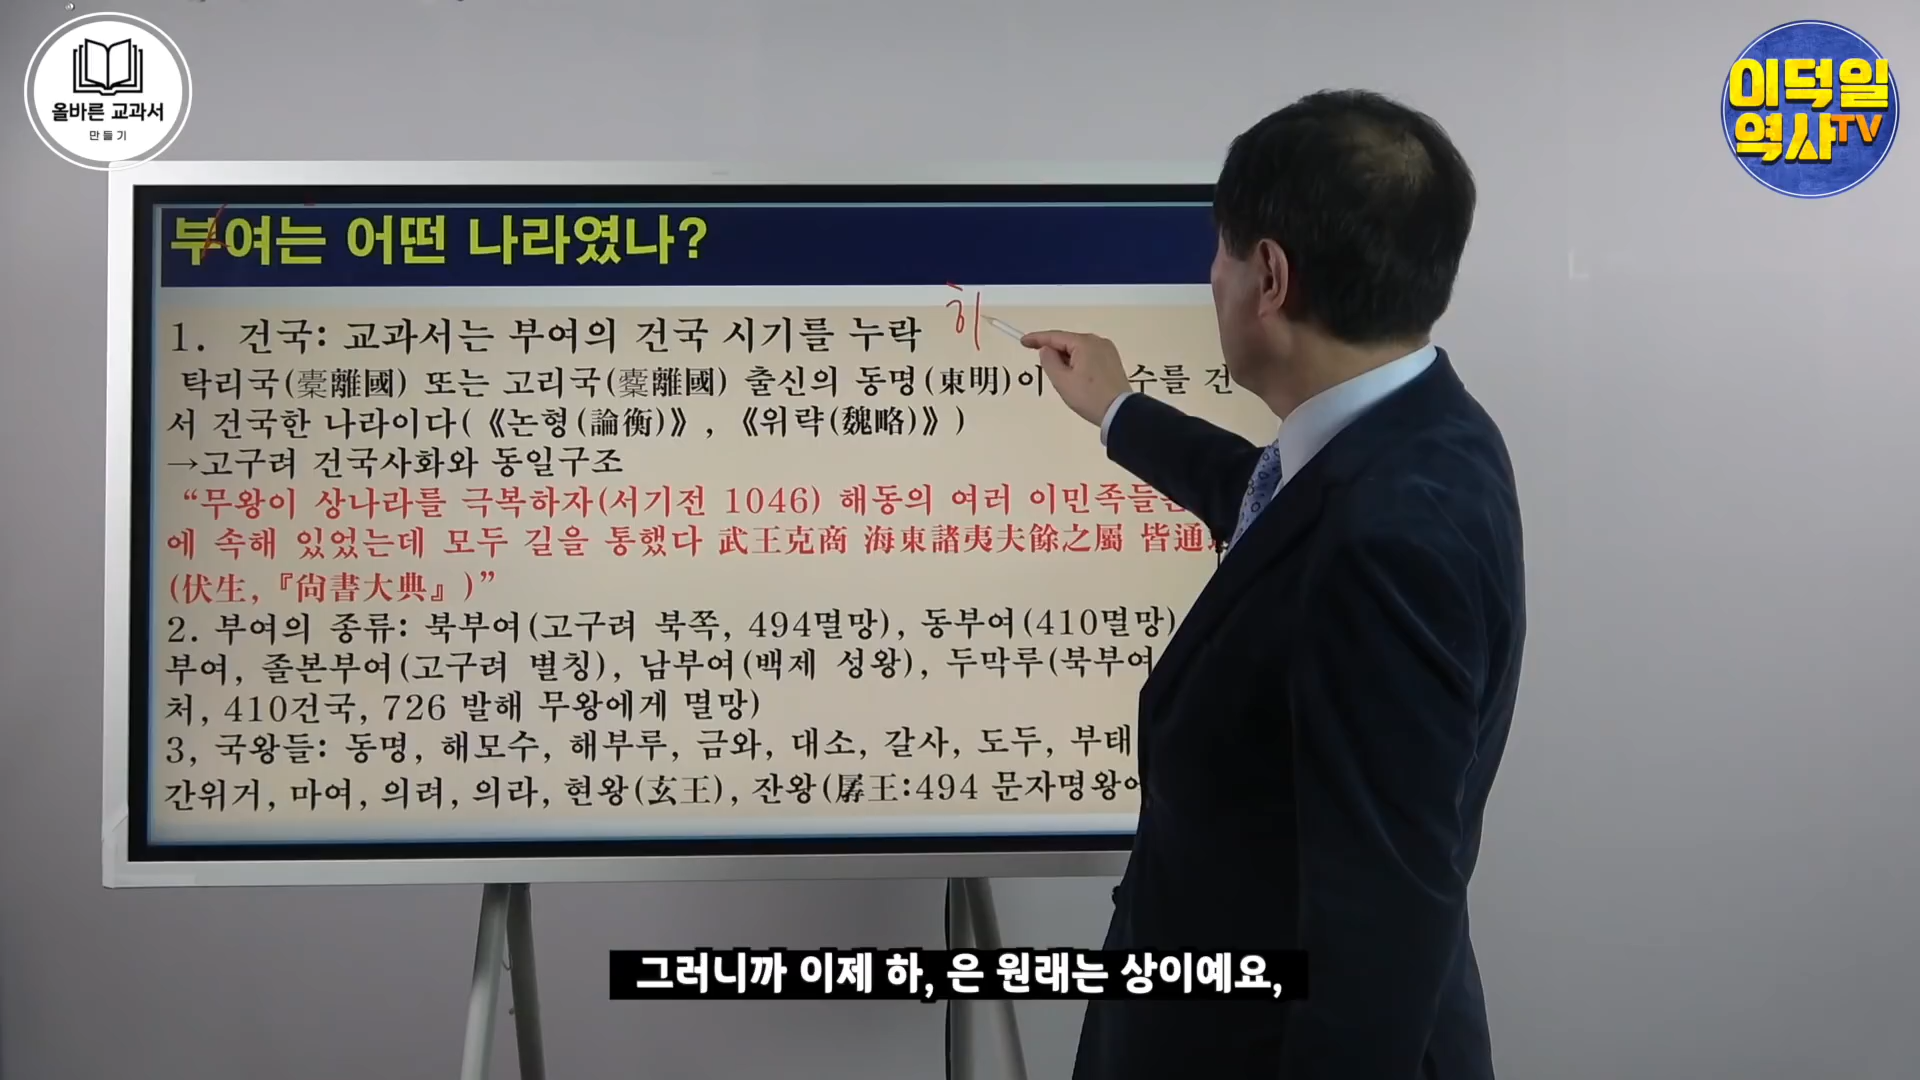 올바른 교과서
만들기
이덕일
역사TV
부여는 어떤 나라였나?
하
1. 건국: 교과서는 부여의 건국 시기를 누락
탁리국(橐離國) 또는 고리국(櫜離國) 출신의 동명(東明)이 수를 건
서 건국한 나라이다(《논형(論衡)》, 《위략(魏略)》)
→고구려 건국사화와 동일구조
“무왕이 상나라를 극복하자(서기전 1046) 해동의 여러 이민족들은
에 속해 있었는데 모두 길을 통했다 武王克商 海東諸夷夫餘之屬 皆通
(伏生, 『尙書大典』)”
2. 부여의 종류: 북부여(고구려 북쪽, 494멸망), 동부여(410멸망)
부여, 졸본부여(고구려 별칭), 남부여(백제 성왕), 두막루(북부여
처, 410건국, 726 발해 무왕에게 멸망)
3, 국왕들: 동명, 해모수, 해부루, 금와, 대소, 갈사, 도두, 부태
간위거, 마여, 의려, 의라, 현왕(玄王), 잔왕(孱王:494 문자명왕에
그러니까 이제 하, 은 원래는 상이예요,